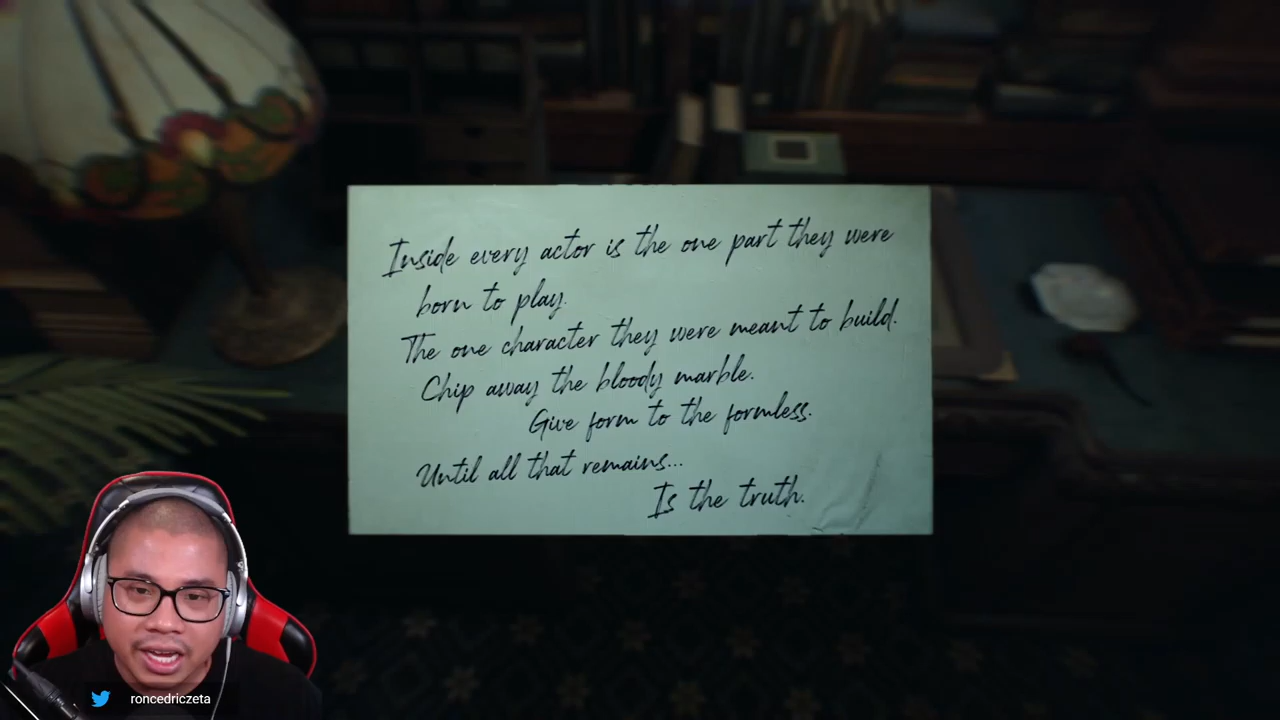 Inside every actor is the one part they were
born to play.
The one character they were meant to build.
Chip away the bloody marble.
Give form to the formless.
Until all that remains...
Is the truth.
roncedriczeta